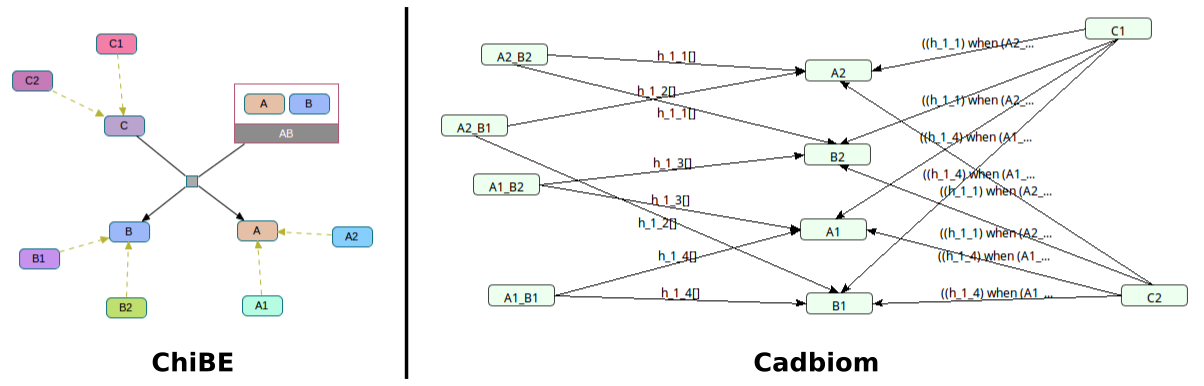 C1
C2
A
B
C
AB
B
A
A2
B1
B2
A1
ChiBE
C1
A2_B2
((h_1_1) when (A2_...
h_1_1[]
A2
h_1_2[]
((h_1_1) when (A2_...
h_1_1[]
A2_B1
((h_1_4) when (A1_...
B2
h_1_3[]
((h_1_4) when (A1_...
A1_B2
((h_1_1) when (A2_...
h_1_3[]
h_1_2[]
A1
((h_1_1) when (A2_...
h_1_4[]
((h_1_4) when (A1_...
A1_B1
h_1_4[]
((h_1_4) when (A1_...
C2
B1
Cadbiom